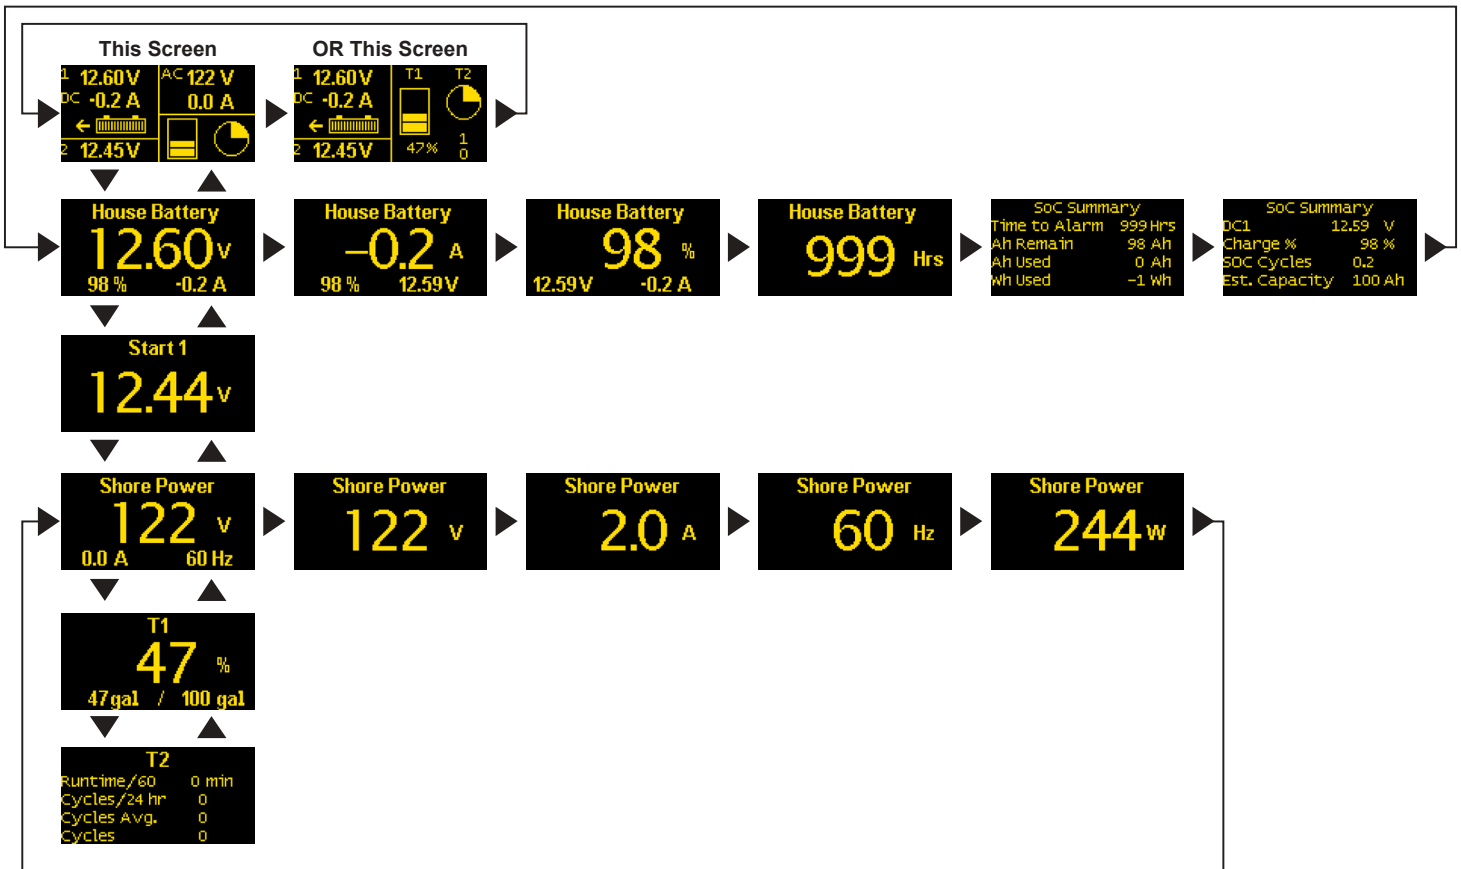 This Screen
OR This Screen
1 12.60V
DC -0.2 A
2 12.45V
AC 122 V
0.0 A
1 12.60V
DC -0.2 A
2 12.45V
T1 T2
47%
1
0
House Battery
12.60 V
98 % -0.2 A
House Battery
–0.2 A
98 % 12.59V
House Battery
98 %
12.59V -0.2 A
House Battery
999 Hrs
SoC Summary
Time to Alarm 999 Hrs
Ah Remain 98 Ah
Ah Used 0 Ah
Wh Used –1 Wh
SoC Summary
DC1 12.59 V
Charge % 98 %
SOC Cycles 0.2
Est. Capacity 100 Ah
Start 1
12.44 V
Shore Power
122 V
0.0 A 60 Hz
Shore Power
122 V
Shore Power
2.0 A
Shore Power
60 Hz
Shore Power
244 W
T1
47 %
47 gal / 100 gal
T2
Runtime/60 0 min
Cycles/24 hr 0
Cycles Avg. 0
Cycles 0